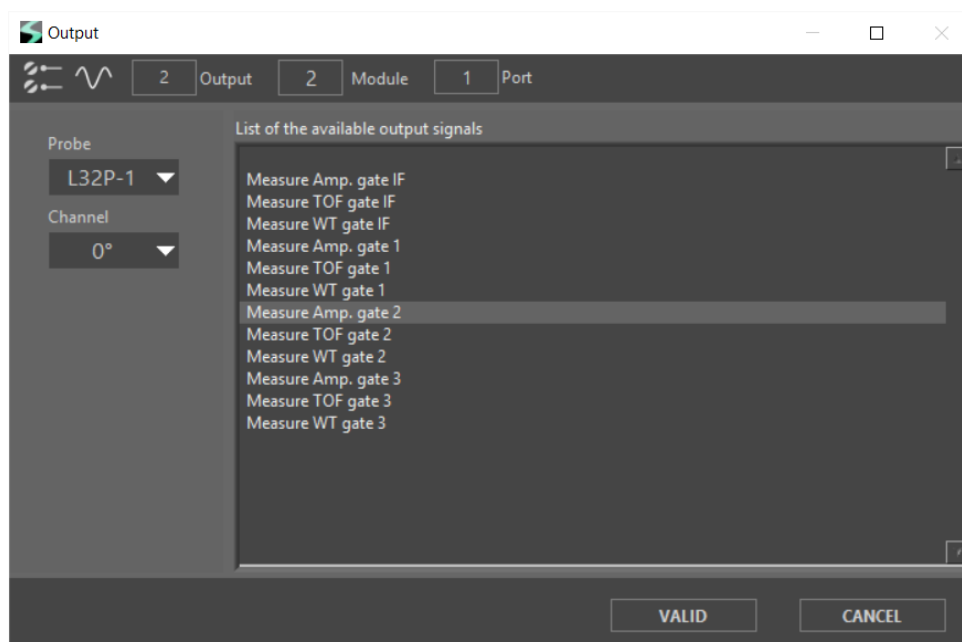 Output
2 Output 2 Module 1 Port
Probe
L32P-1
Channel
0°
List of the available output signals
Measure Amp. gate IF
Measure TOF gate IF
Measure WT gate IF
Measure Amp. gate 1
Measure TOF gate 1
Measure WT gate 1
Measure Amp. gate 2
Measure TOF gate 2
Measure WT gate 2
Measure Amp. gate 3
Measure TOF gate 3
Measure WT gate 3
VALID CANCEL